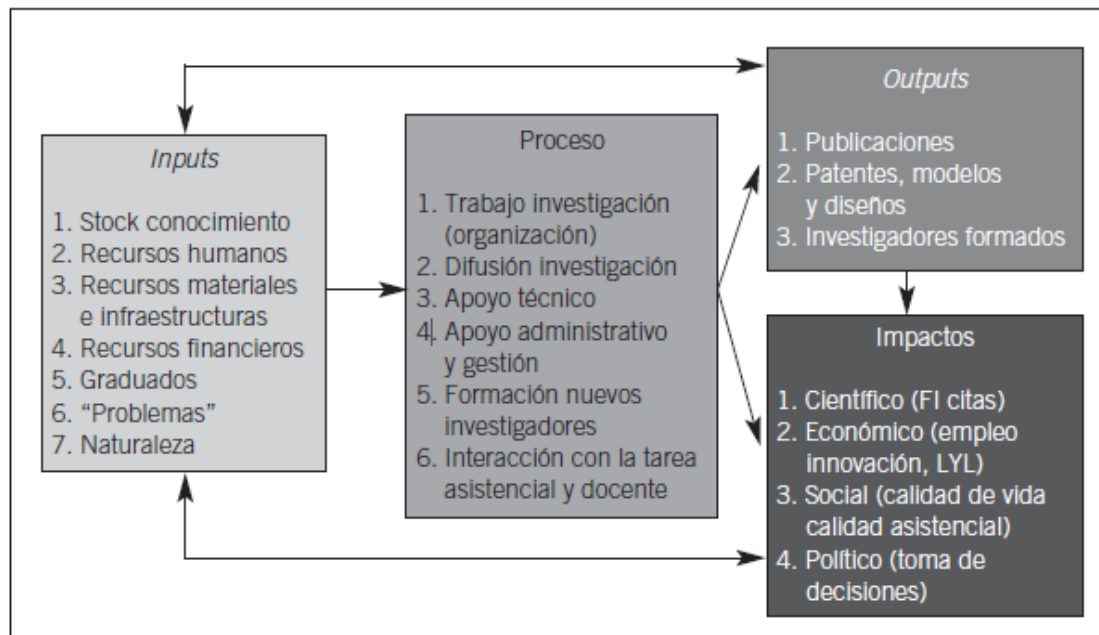 Inputs
1. Stock conocimiento
2. Recursos humanos
3. Recursos materiales
e infraestructuras
4. Recursos financieros
5. Graduados
6. “Problemas”
7. Naturaleza
Proceso
1. Trabajo investigación
(organización)
2. Difusión investigación
3. Apoyo técnico
4. Apoyo administrativo
y gestión
5. Formación nuevos
investigadores
6. Interacción con la tarea
asistencial y docente
Outputs
1. Publicaciones
2. Patentes, modelos
y diseños
3. Investigadores formados
Impactos
1. Científico (FI citas)
2. Económico (empleo
innovación, LYL)
3. Social (calidad de vida
calidad asistencial)
4. Político (toma de
decisiones)